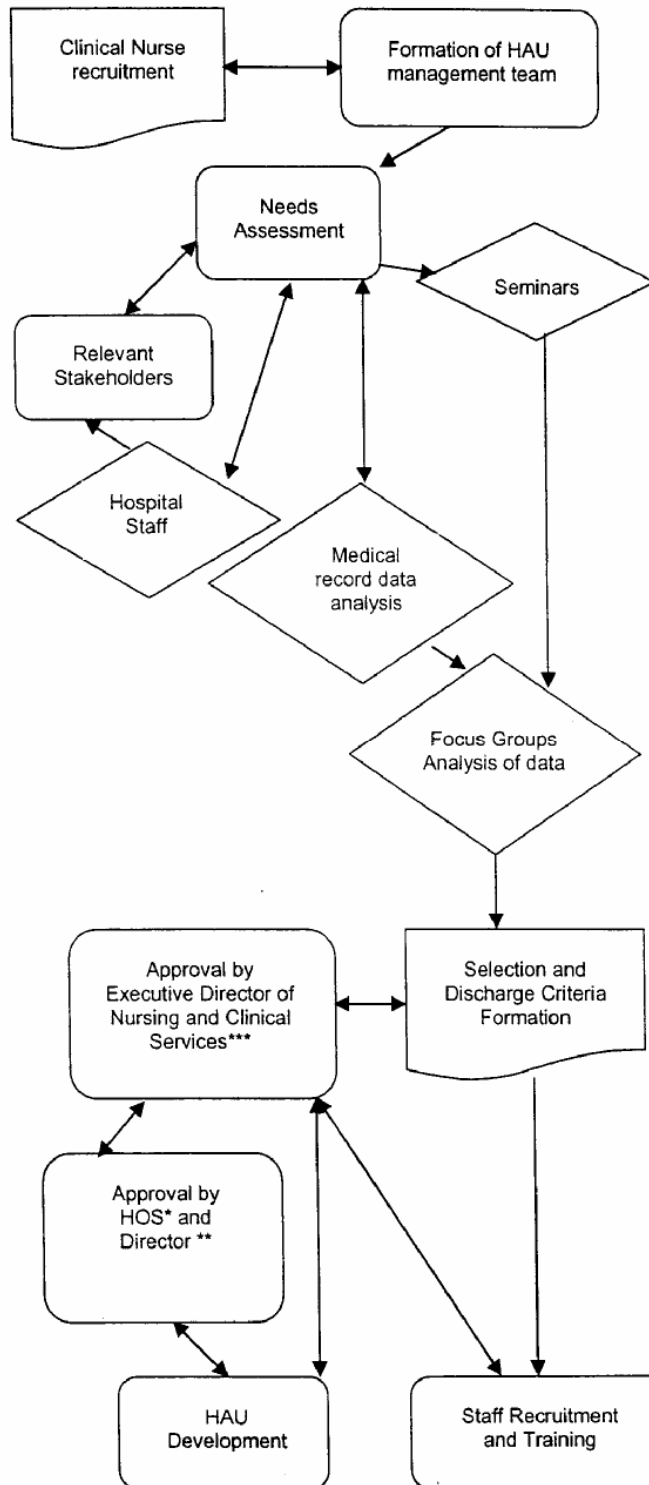 Clinical Nurse
recruitment
Formation of HAU
management team
Needs
Assessment
Seminars
Relevant
Stakeholders
Hospital
Staff
Medical
record data
analysis
Focus Groups
Analysis of data
Approval by
Executive Director of
Nursing and Clinical
Services***
Selection and
Discharge Criteria
Formation
Approval by
HOS* and
Director **
HAU
Development
Staff Recruitment
and Training